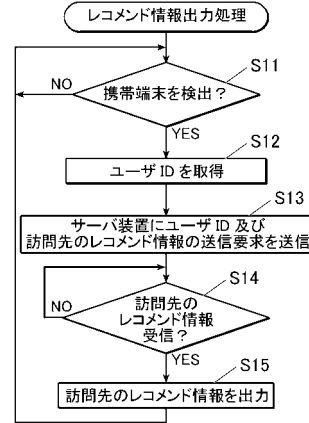 レコメンド情報出力処理
S11
NO
携帯端末を検出?
YES
S12
ユーザ ID を取得
S13
サーバ装置にユーザ ID 及び
訪問先のレコメンド情報の送信要求を送信
S14
NO
訪問先の
レコメンド情報
受信?
YES
S15
訪問先のレコメンド情報を出力